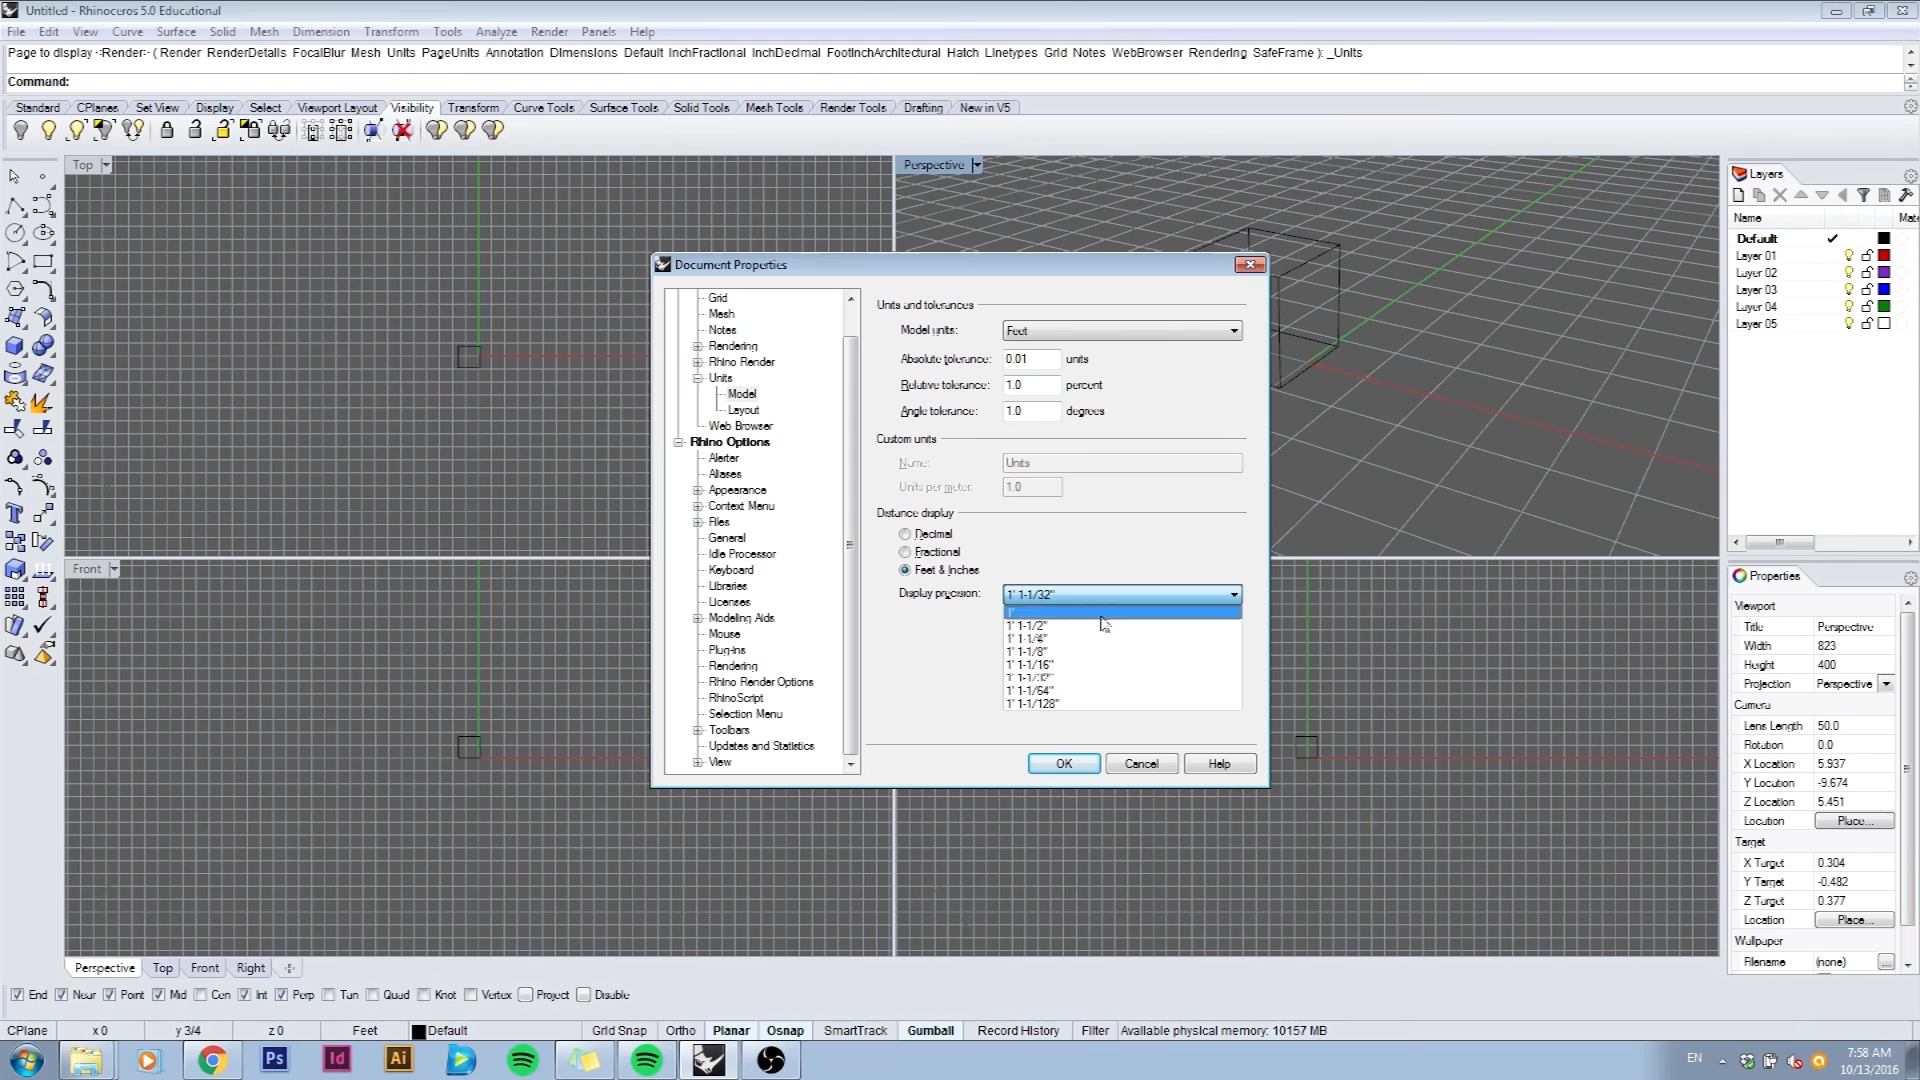 Untitled - Rhinoceros 5.0 Educational
File Edit View Curve Surface Solid Mesh Dimension Transform Tools Analyze Render Panels Help
Page to display <Render> ( Render RenderDetails FocalBlur Mesh Units PageUnits Annotation Dimensions Default InchFractional InchDecimal FootInchArchitectural Hatch Linetypes Grid Notes WebBrowser Rendering SafeFrame ): _Units
Command:
Standard CPlanes Set View Display Select Viewport Layout Visibility Transform Curve Tools Surface Tools Solid Tools Mesh Tools Render Tools Drafting New in V5
Top
Perspective
Front
Document Properties
Grid
Mesh
Notes
Rendering
Rhino Render
Units
Model
Layout
Web Browser
Rhino Options
Alerter
Aliases
Appearance
Context Menu
Files
General
Idle Processor
Keyboard
Libraries
Licenses
Modeling Aids
Mouse
Plug-ins
Rendering
Rhino Render Options
RhinoScript
Selection Menu
Toolbars
Updates and Statistics
View
Units and tolerances
Model units: Feet
Absolute tolerance: 0.01 units
Relative tolerance: 1.0 percent
Angle tolerance: 1.0 degrees
Custom units
Name: Units
Units per meter: 1.0
Distance display
Decimal
Fractional
Feet & Inches
Display precision: 1' 1-1/32"
1' 1-1/2"
1' 1-1/4"
1' 1-1/8"
1' 1-1/16"
1' 1-1/32"
1' 1-1/64"
1' 1-1/128"
OK Cancel Help
Layers
Name Mate
Default
Layer 01
Layer 02
Layer 03
Layer 04
Layer 05
Properties
Viewport
Title Perspective
Width 823
Height 400
Projection Perspective
Camera
Lens Length 50.0
Rotation 0.0
X Location 5.937
Y Location -9.674
Z Location 5.451
Location Place...
Target
X Target 0.304
Y Target -0.482
Z Target 0.377
Location Place...
Wallpaper
Filename (none) ...
Perspective Top Front Right
End Near Point Mid Cen Int Perp Tan Quad Knot Vertex Project Disable
CPlane x 0 y 3/4 z 0 Feet Default Grid Snap Ortho Planar Osnap SmartTrack Gumball Record History Filter Available physical memory: 10157 MB
Ps Id Ai
EN
7:58 AM
10/13/2016